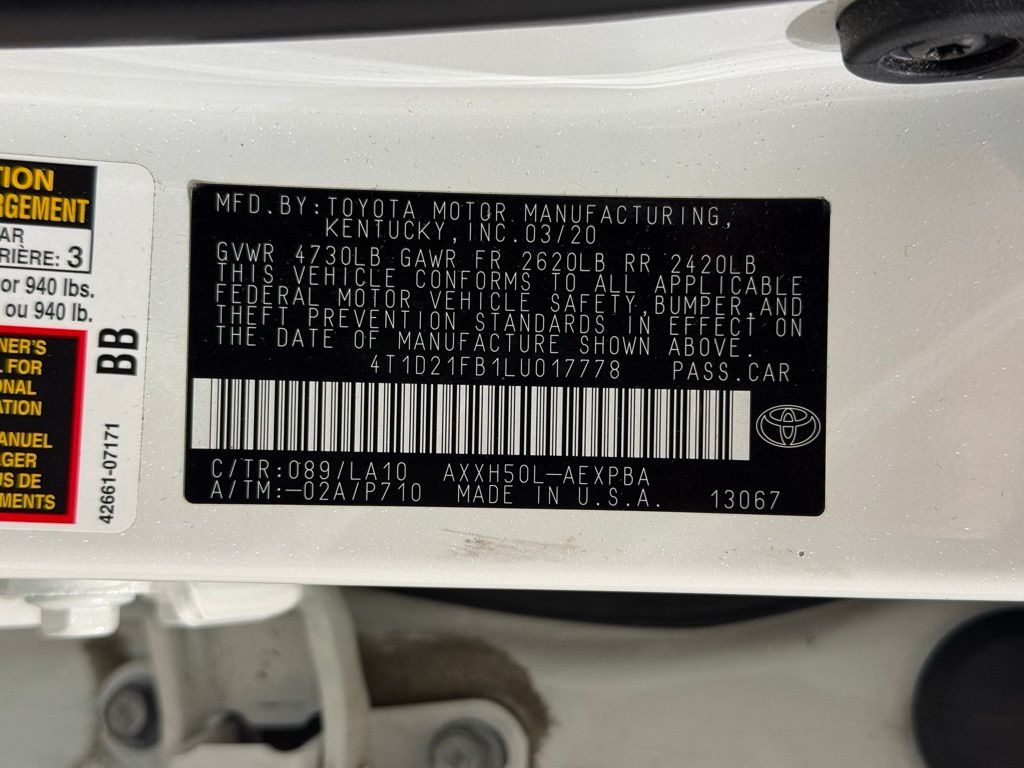 TION
RGEMENT
AR
RIÈRE: 3
or 940 lbs.
ou 940 lb.
NER'S
L FOR
ONAL
ATION
ANUEL
AGER
US DE
MENTS
BB
42661-07171
MFD.BY:TOYOTA MOTOR MANUFACTURING,
KENTUCKY,INC.03/20
GVWR 4730LB GAWR FR 2620LB RR 2420LB
THIS VEHICLE CONFORMS TO ALL APPLICABLE
FEDERAL MOTOR VEHICLE SAFETY,BUMPER,AND
THEFT PREVENTION STANDARDS IN EFFECT ON
THE DATE OF MANUFACTURE SHOWN ABOVE.
4T1D21FB1LU017778 PASS.CAR
C/TR:089/LA10 AXXH50L-AEXPBA
A/TM:-02A/P710 MADE IN U.S.A. 13067